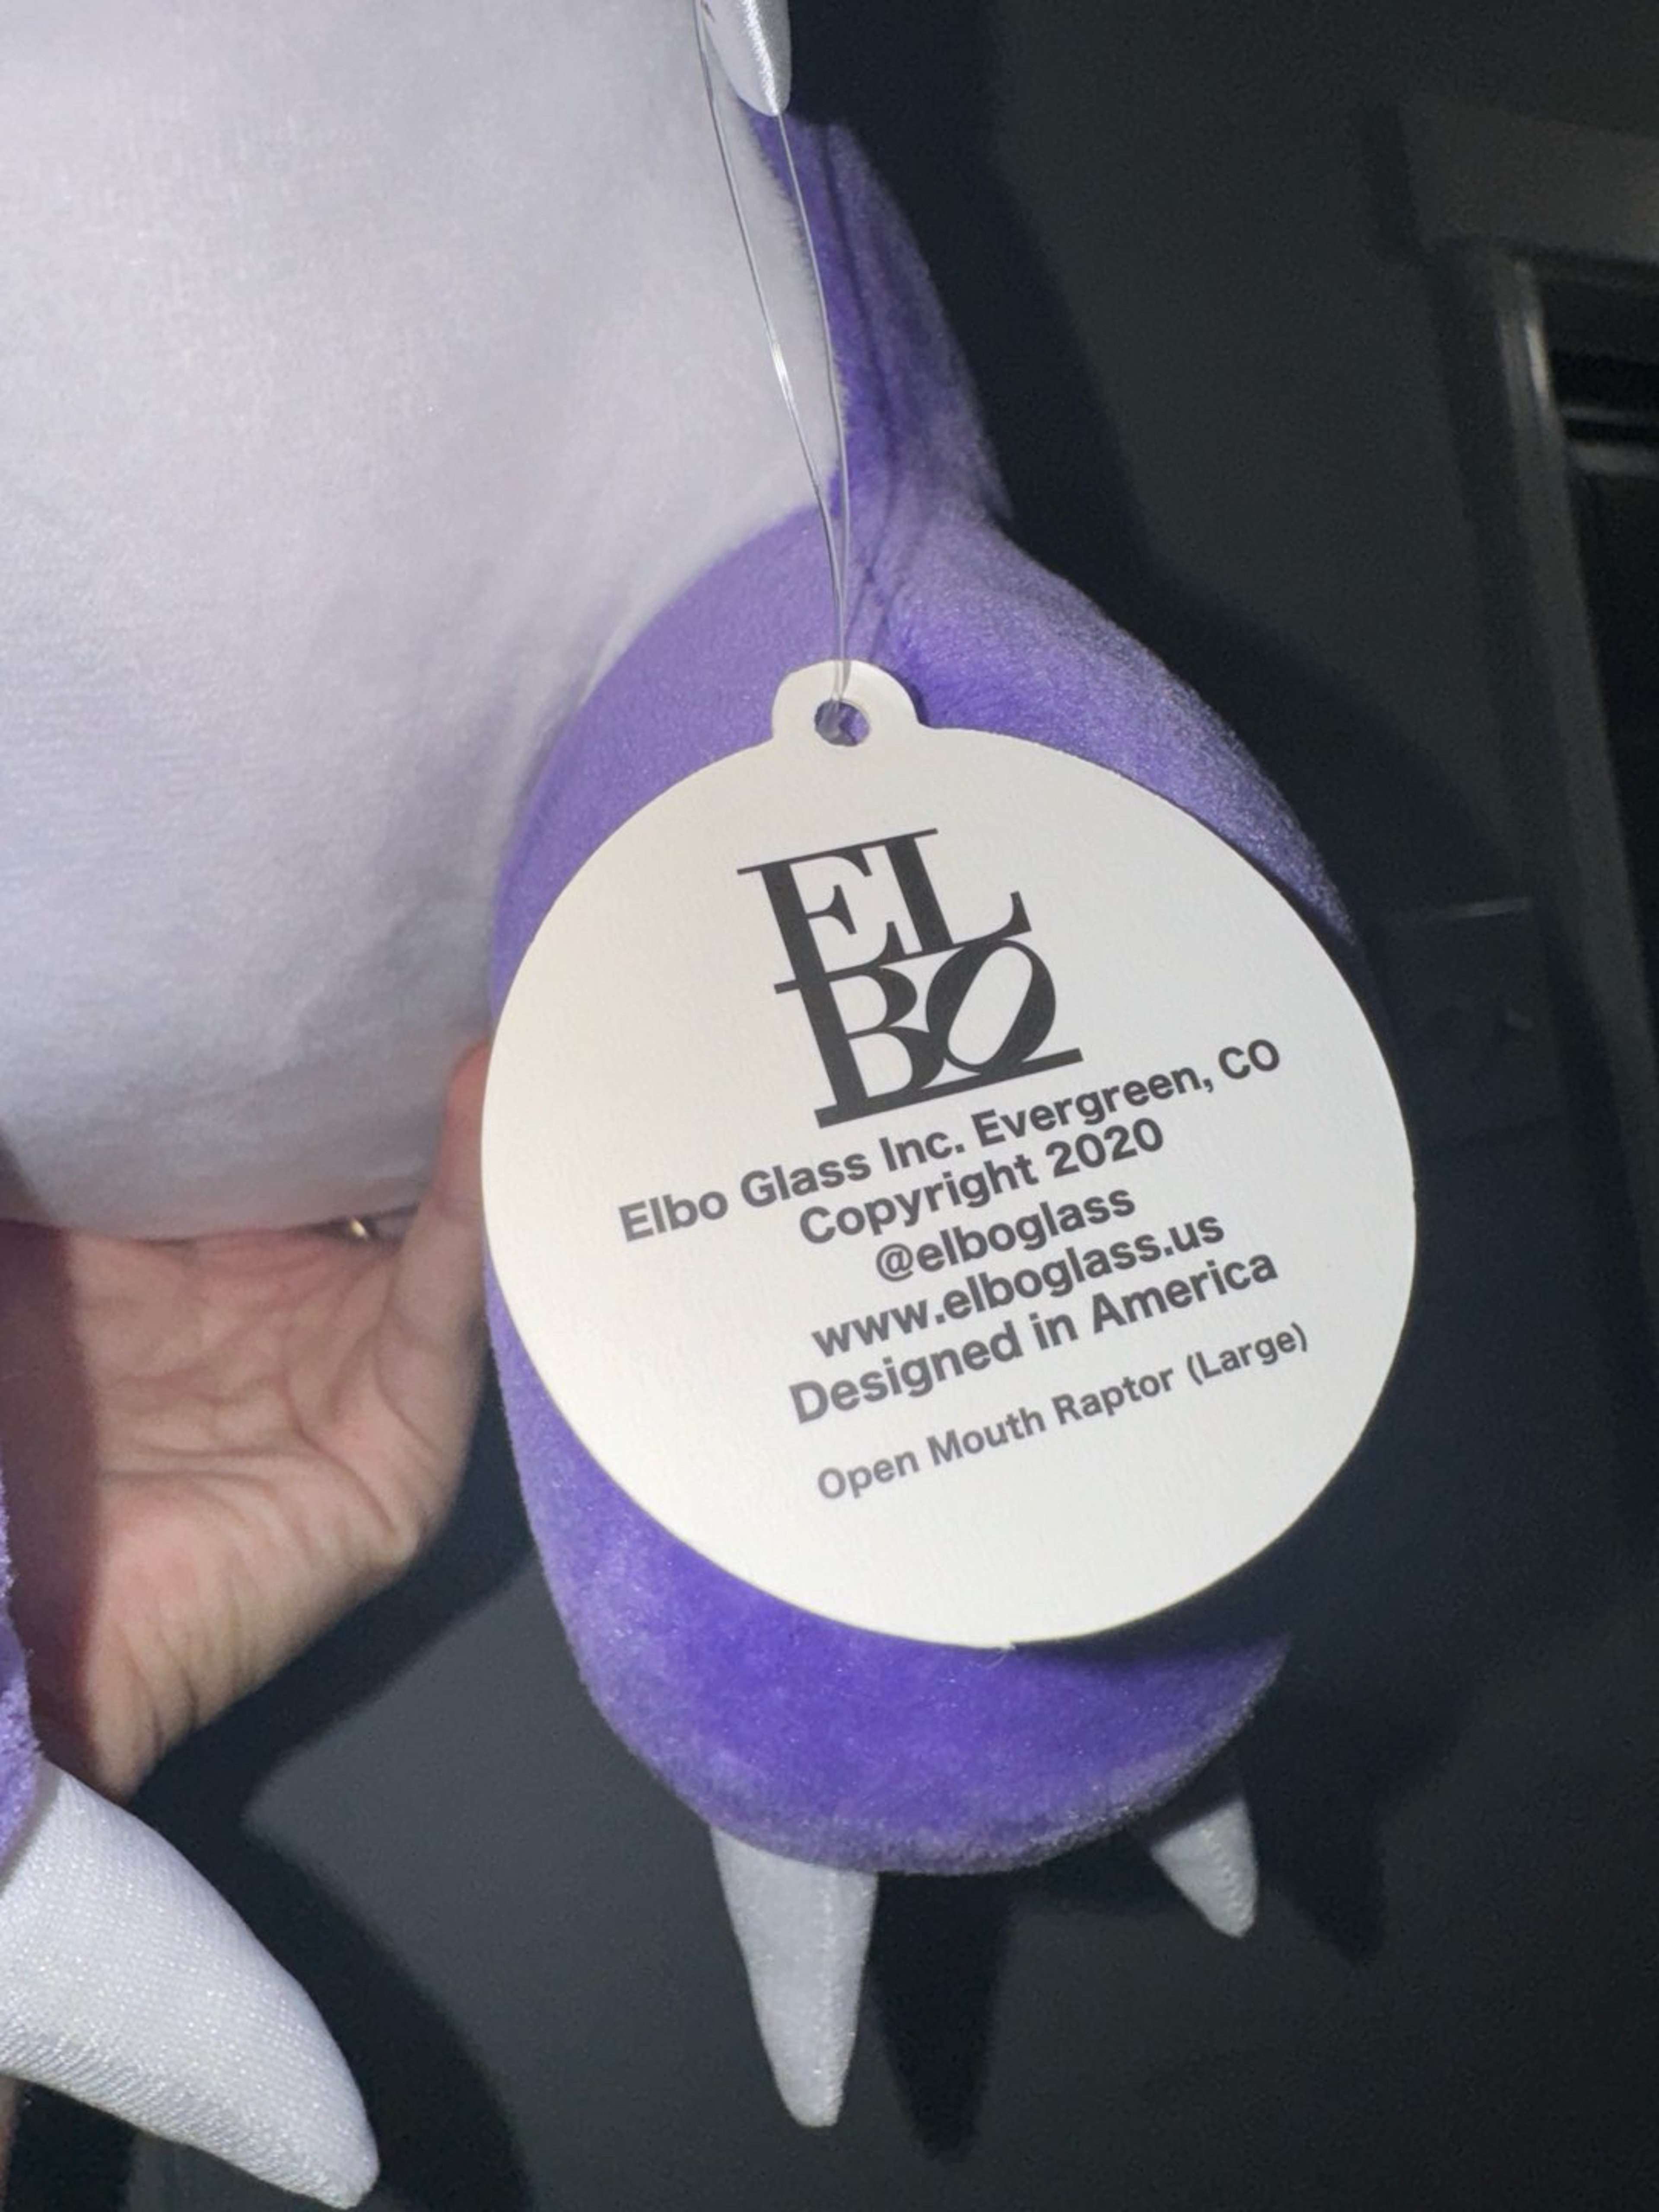 EL
BO
Elbo Glass Inc. Evergreen, CO
Copyright 2020
@elboglass
www.elboglass.us
Designed in America
Open Mouth Raptor (Large)